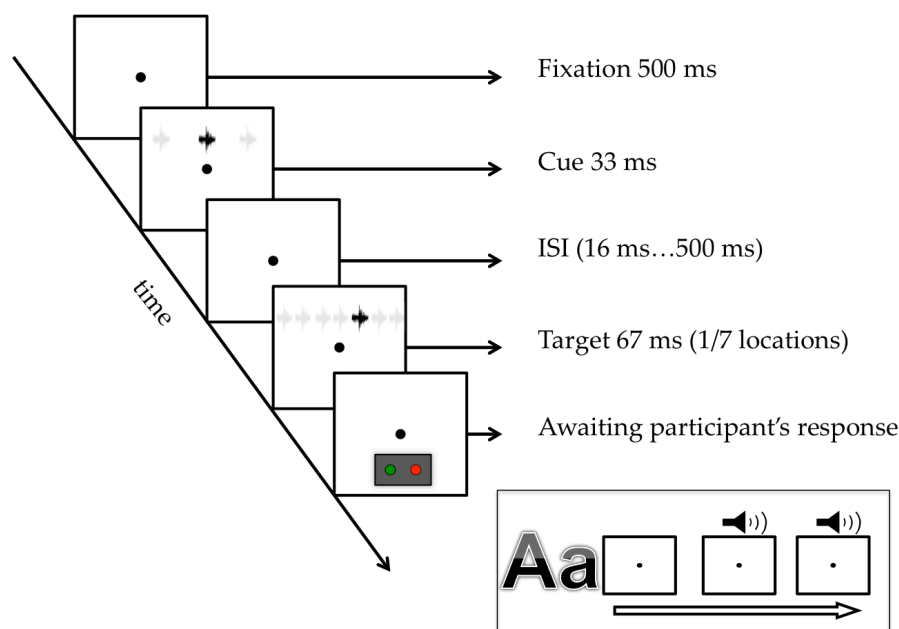 Fixation 500 ms
Cue 33 ms
ISI (16 ms…500 ms)
time
Target 67 ms (1/7 locations)
Awaiting participant’s response
Aa